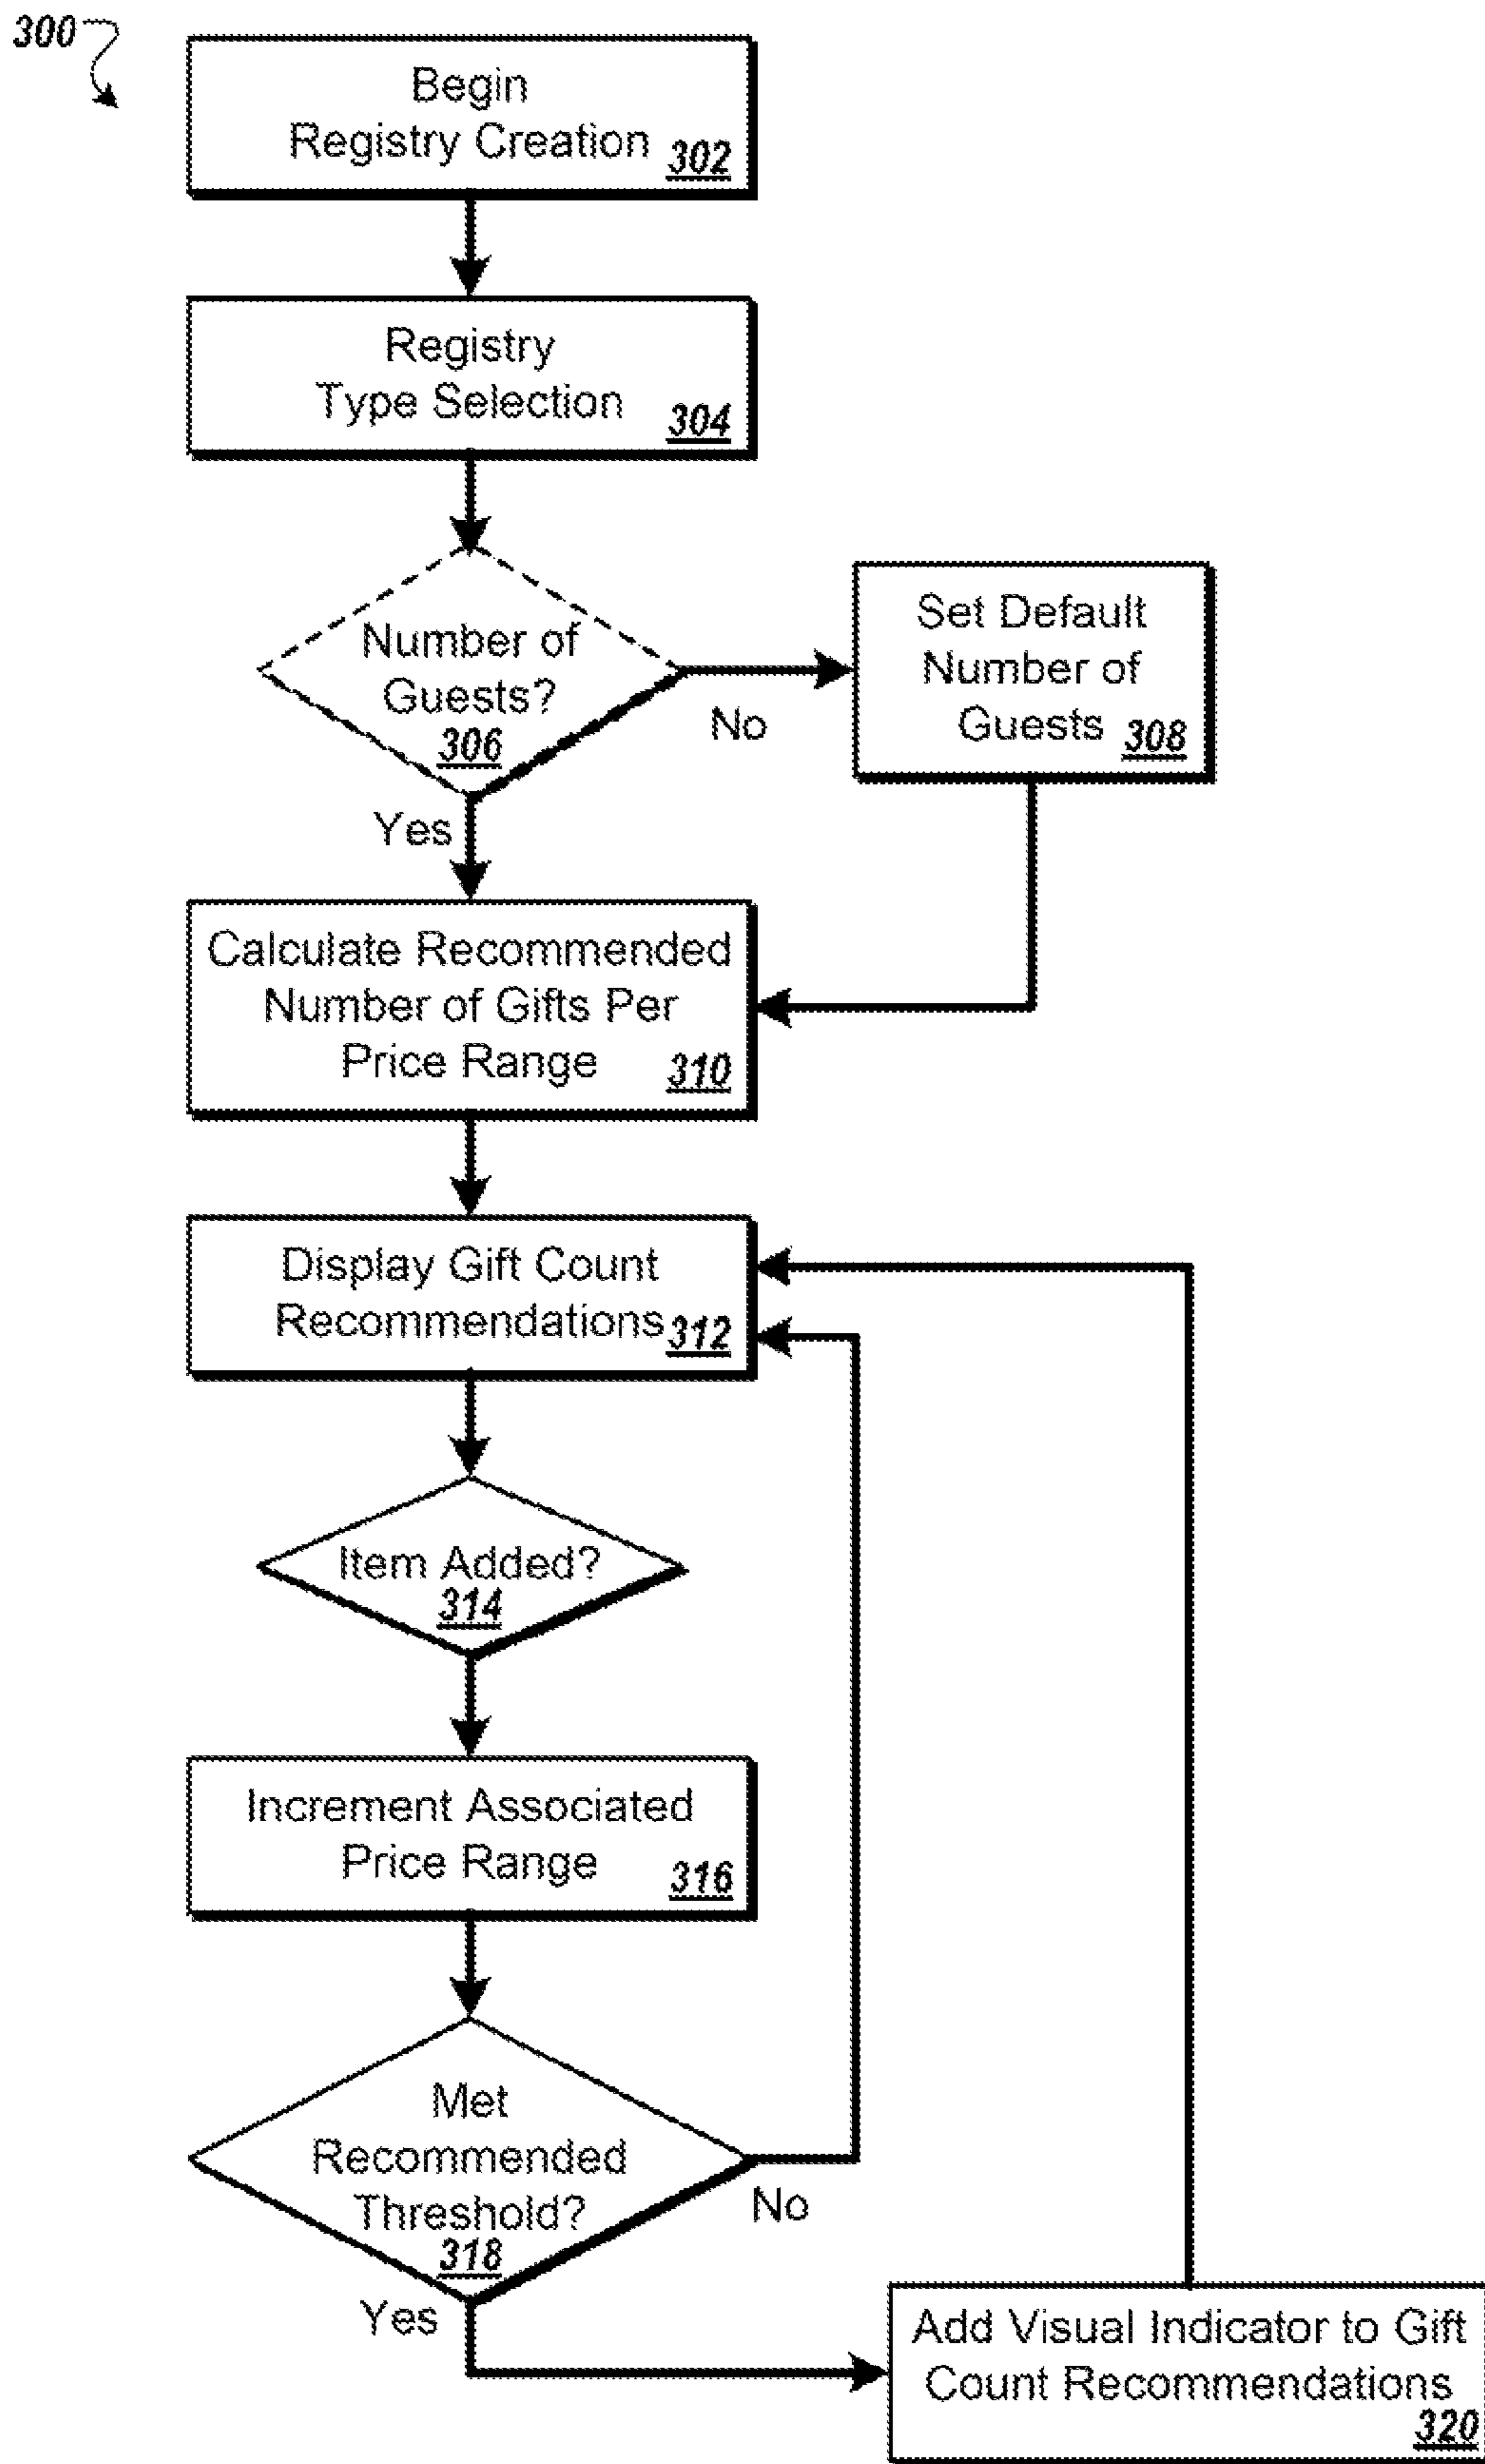 300
Begin
Registry Creation 302
Registry
Type Selection 304
Number of
Guests?
306
No
Set Default
Number of
Guests 308
Yes
Calculate Recommended
Number of Gifts Per
Price Range 310
Display Gift Count
Recommendations 312
Item Added?
314
Increment Associated
Price Range 316
Met
Recommended
Threshold?
318
No
Yes
Add Visual Indicator to Gift
Count Recommendations
320